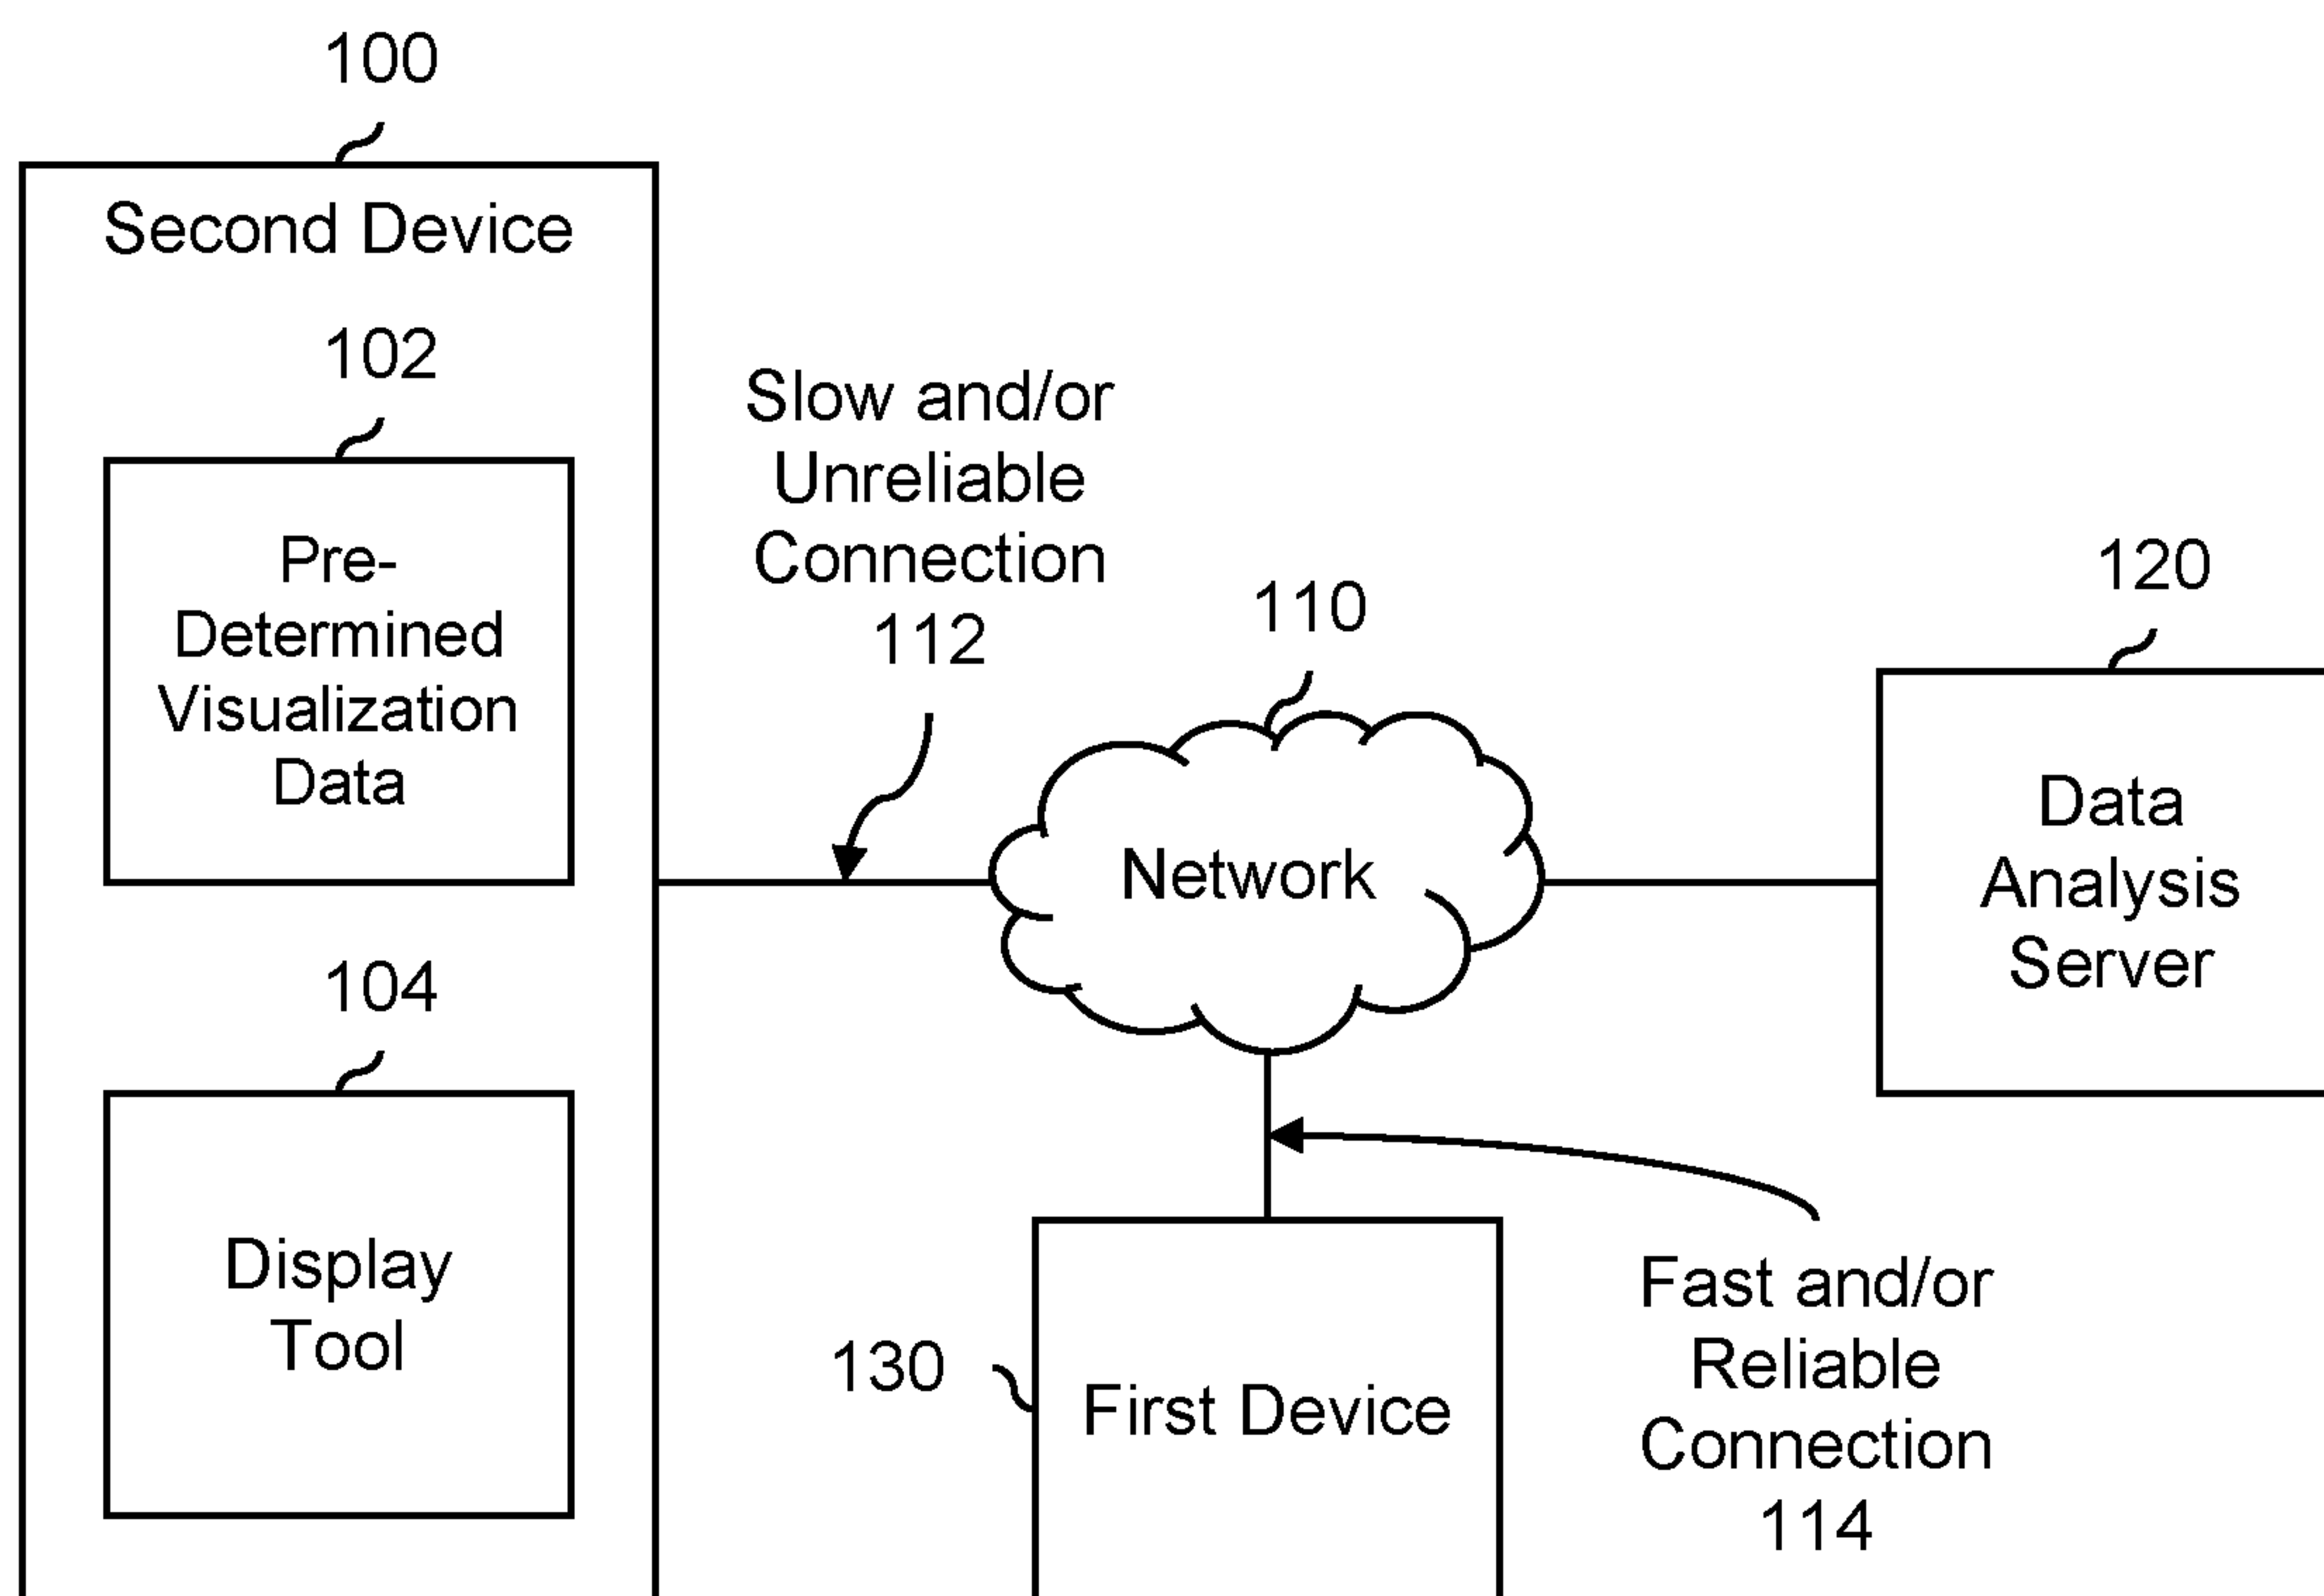 100
Second Device
102
Pre-
Determined
Visualization
Data
104
Display
Tool
Slow and/or
Unreliable
Connection
112
110
Network
120
Data
Analysis
Server
130
First Device
Fast and/or
Reliable
Connection
114